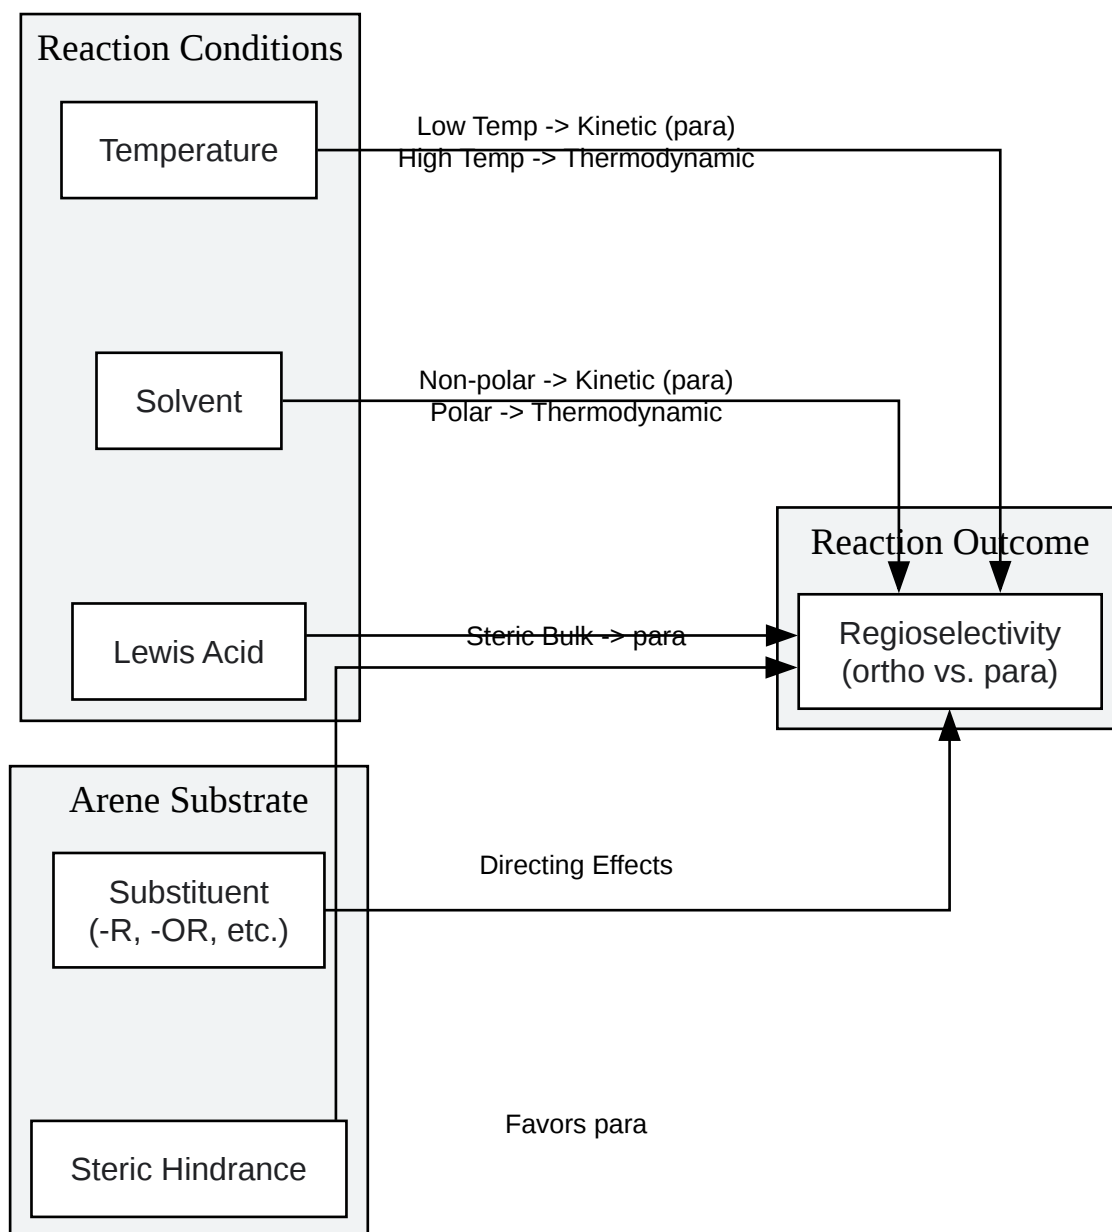 Reaction Conditions
Temperature
Low Temp -> Kinetic (para)
High Temp -> Thermodynamic
Solvent
Non-polar -> Kinetic (para)
Polar -> Thermodynamic
Reaction Outcome
Lewis Acid
Steric Bulk -> para
Regioselectivity
(ortho vs. para)
Arene Substrate
Substituent
(-R, -OR, etc.)
Directing Effects
Steric Hindrance
Favors para